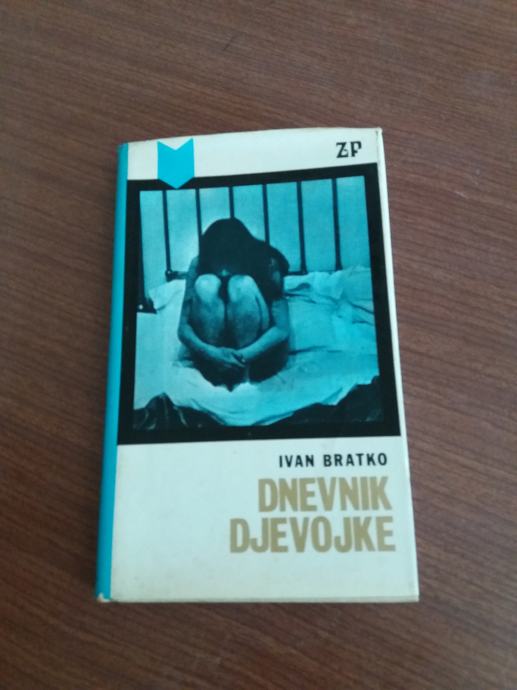 ZP
IVAN BRATKO
DNEVNIK
DJEVOJKE